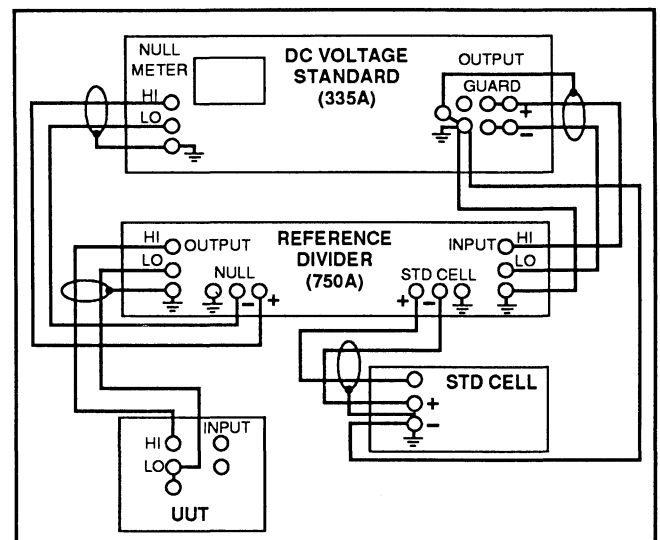 NULL METER
DC VOLTAGE STANDARD (335A)
OUTPUT
GUARD
HI
LO
+
-
HI
OUTPUT
LO
NULL
-
+
REFERENCE DIVIDER (750A)
STD CELL
+
-
INPUT
HI
LO
STD CELL
+
-
INPUT
HI
LO
UUT